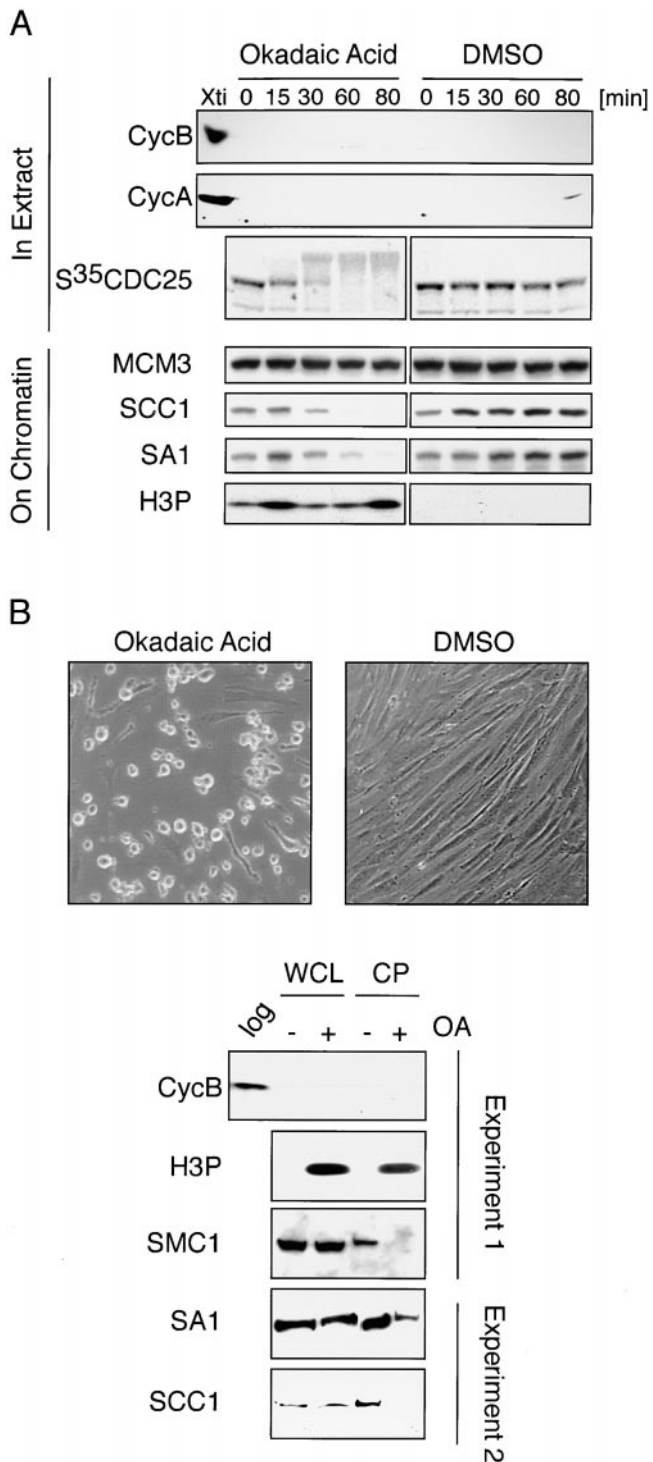 A
Okadaic Acid DMSO
Xti 0 15 30 60 80 0 15 30 60 80 [min]
In Extract
CycB
CycA
S35CDC25
On Chromatin
MCM3
SCC1
SA1
H3P
B
Okadaic Acid DMSO
WCL CP
log - + - + OA
CycB
H3P
SMC1
Experiment 1
SA1
SCC1
Experiment 2